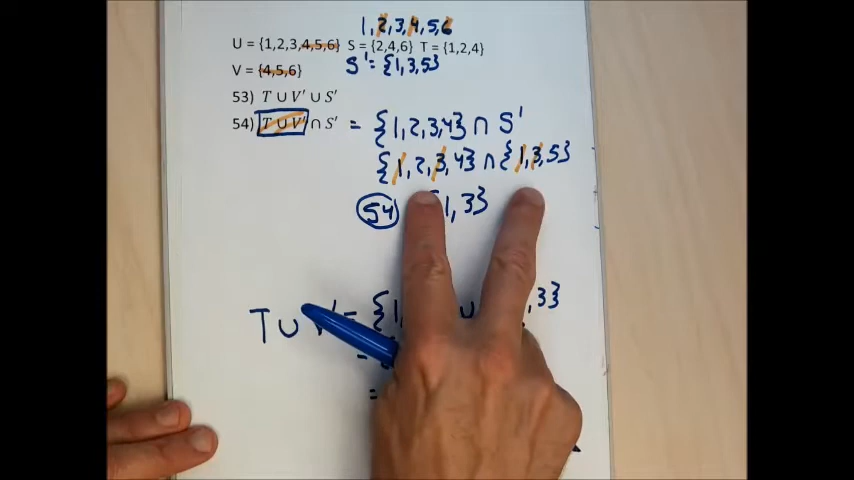 1,2,3,4,5,6
U = {1,2,3,4,5,6} S = {2,4,6} T = {1,2,4}
V = {4,5,6} S' = {1,3,5}
53) T ∪ V' ∪ S'
54) T ∪ V' ∩ S' = {1,2,3,4} ∩ S'
{1,2,3,4} ∩ {1,3,5}
54 {1,3}
T ∪ V' = {1, ∪ ,3}
=
=